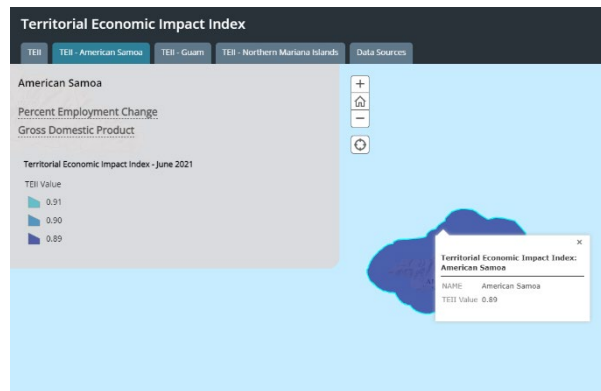 Territorial Economic Impact Index
TEII
TEII - American Samoa
TEII - Guam
TEII - Northern Mariana Islands
Data Sources
American Samoa
Percent Employment Change
Gross Domestic Product
Territorial Economic Impact Index - June 2021
TEII Value
0.91
0.90
0.89
Territorial Economic Impact Index:
American Samoa
NAME American Samoa
TEII Value 0.89